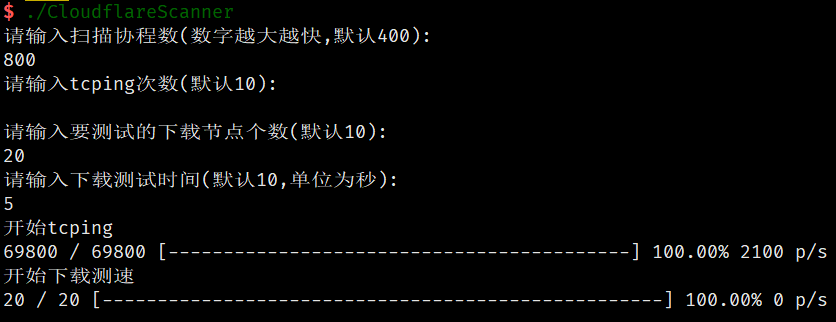 $ ./CloudflareScanner
请输入扫描协程数(数字越大越快,默认400):
800
请输入tcping次数(默认10):
请输入要测试的下载节点个数(默认10):
20
请输入下载测试时间(默认10,单位为秒):
5
开始tcping
69800 / 69800 [------------------------------------------] 100.00% 2100 p/s
开始下载测速
20 / 20 [---------------------------------------------------] 100.00% 0 p/s